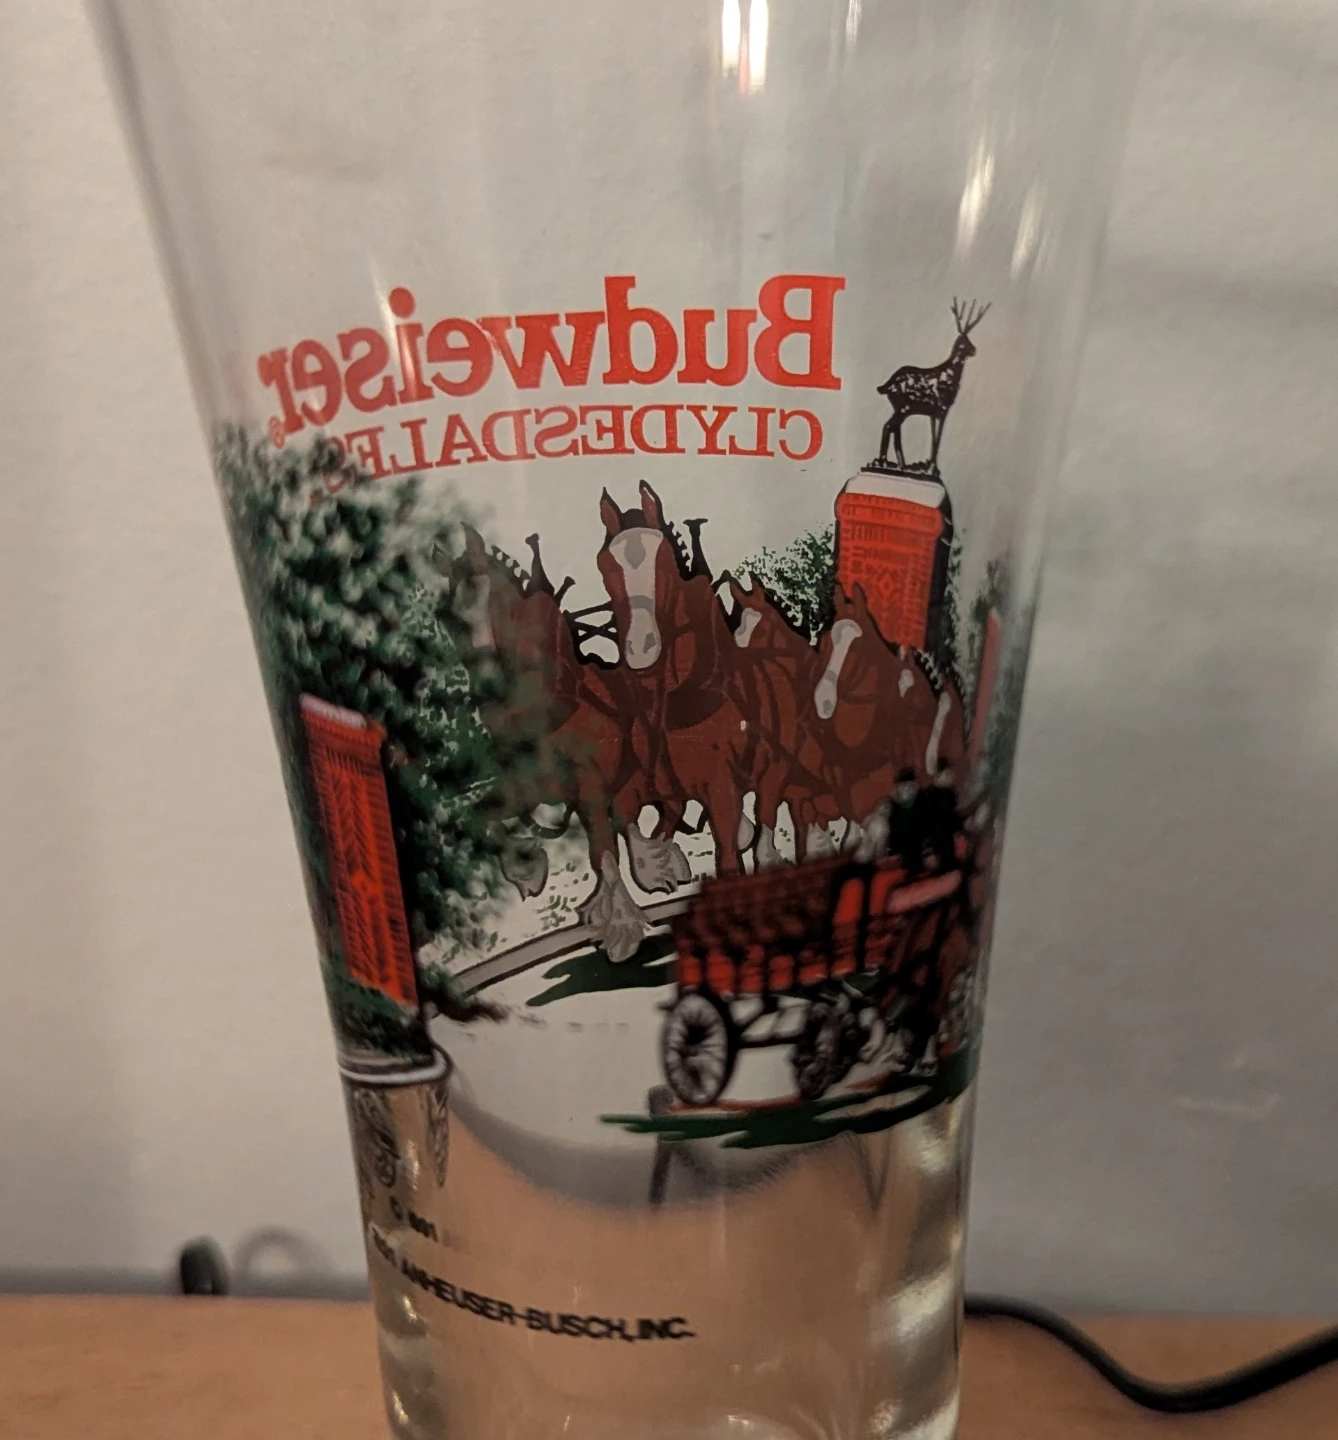 Budweiser®
CLYDESDALES
ANHEUSER-BUSCH, INC.